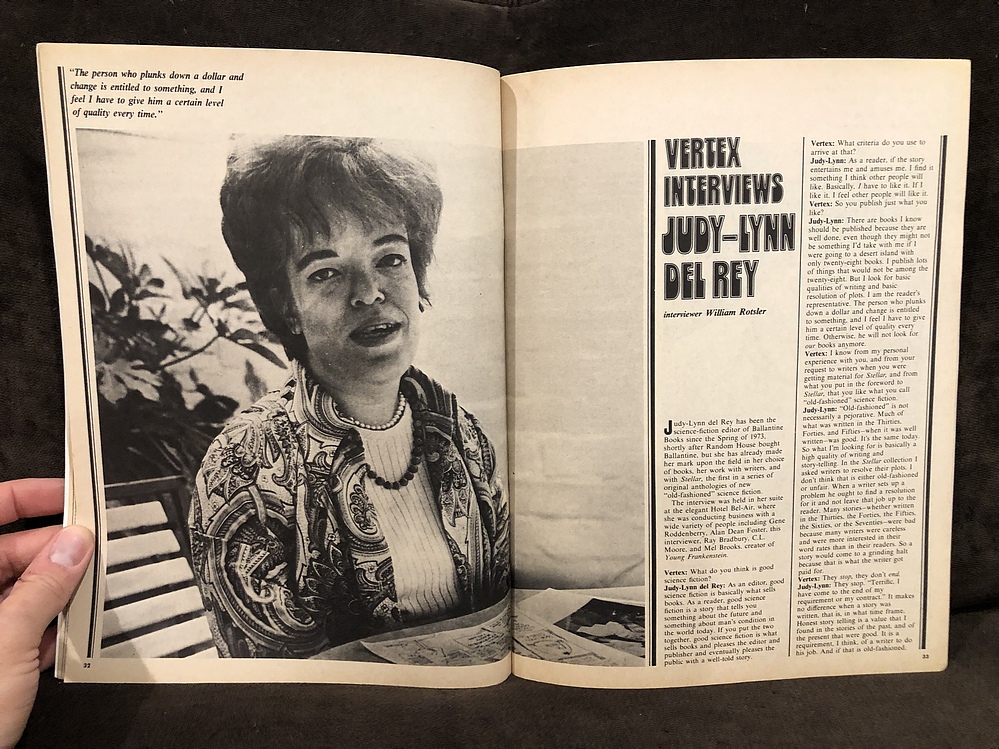 "The person who plunks down a dollar and
change is entitled to something, and I
feel I have to give him a certain level
of quality every time."
32
VERTEX
INTERVIEWS
JUDY-LYNN
DEL REY
interviewer William Rotsler
Judy-Lynn del Rey has been the
science-fiction editor of Ballantine
Books since the Spring of 1973,
shortly after Random House bought
Ballantine, but she has already made
her mark upon the field in her choice
of books, her work with writers, and
with Stellar, the first in a series of
original anthologies of new
"old-fashioned" science fiction.
The interview was held in her suite
at the elegant Hotel Bel-Air, where
she was conducting business with a
wide variety of people including Gene
Roddenberry, Alan Dean Foster, this
interviewer, Ray Bradbury, C.L.
Moore, and Mel Brooks, creator of
Young Frankenstein.
Vertex: What do you think is good
science fiction?
Judy-Lynn del Rey: As an editor, good
science fiction is basically what sells
books. As a reader, good science
fiction is a story that tells you
something about the future and
something about man's condition in
the world today. If you put the two
together, good science fiction is what
sells books and pleases the editor and
publisher and eventually pleases the
public with a well-told story.
Vertex: What criteria do you use to
arrive at that?
Judy-Lynn: As a reader, if the story
entertains me and amuses me. I find it
something I think other people will
like. Basically, I have to like it. If I
like it, I feel other people will like it.
Vertex: So you publish just what you
like?
Judy-Lynn: There are books I know
should be published because they are
well done, even though they might not
be something I'd take with me if I
were going to a desert island with
only twenty-eight books. I publish lots
of things that would not be among the
twenty-eight. But I look for basic
qualities of writing and basic
resolution of plots. I am the reader's
representative. The person who plunks
down a dollar and change is entitled
to something, and I feel I have to give
him a certain level of quality every
time. Otherwise, he will not look for
our books anymore.
Vertex: I know from my personal
experience with you, and from your
request to writers when you were
getting material for Stellar, and from
what you put in the foreword to
Stellar, that you like what you call
"old-fashioned" science fiction.
Judy-Lynn: "Old-fashioned" is not
necessarily a pejorative. Much of
what was written in the Thirties,
Forties, and Fifties—when it was well
written—was good. It's the same today.
So what I'm looking for is basically a
high quality of writing and
story-telling. In the Stellar collection I
asked writers to resolve their plots. I
don't think that is either old-fashioned
or unfair. When a writer sets up a
problem he ought to find a resolution
for it and not leave that job up to the
reader. Many stories—whether written
in the Thirties, the Forties, the Fifties,
the Sixties, or the Seventies—were bad
because many writers were careless
and were more interested in their
word rates than in their readers. So a
story would come to a grinding halt
because that is what the writer got
paid for.
Vertex: They stop, they don't end.
Judy-Lynn: They stop. "Terrific, I
have come to the end of my
requirement or my contract." It makes
no difference when a story was
written, that is, in what time frame.
Honest story telling is a value that I
found in the stories of the past, and of
the present that were good. It is a
requirement, I think, of a writer to do
his job. And if that is old-fashioned,
33